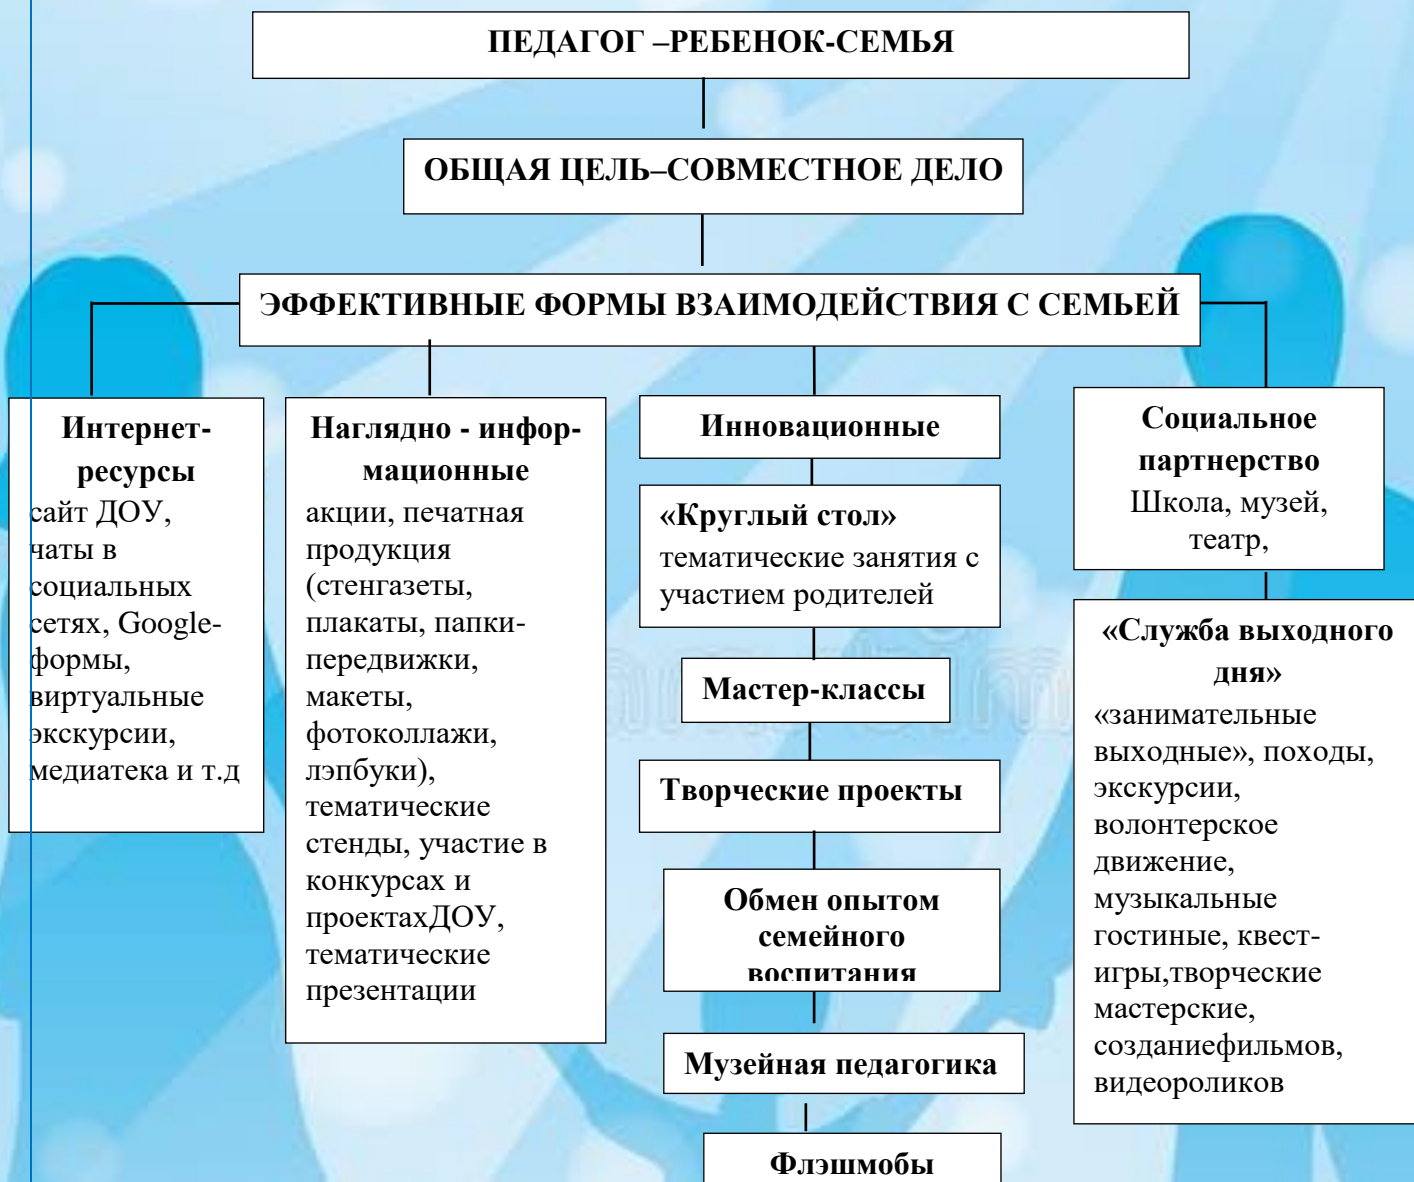 ПЕДАГОГ –РЕБЕНОК-СЕМЬЯ
ОБЩАЯ ЦЕЛЬ–СОВМЕСТНОЕ ДЕЛО
ЭФФЕКТИВНЫЕ ФОРМЫ ВЗАИМОДЕЙСТВИЯ С СЕМЬЕЙ
Интернет-
ресурсы
сайт ДОУ,
чаты в
социальных
сетях, Google-
формы,
виртуальные
экскурсии,
медиатека и т.д
Наглядно - инфор-
мационные
акции, печатная
продукция
(стенгазеты,
плакаты, папки-
передвижки,
макеты,
фотоколлажи,
лэпбуки),
тематические
стенды, участие в
конкурсах и
проектахДОУ,
тематические
презентации
Инновационные
«Круглый стол»
тематические занятия с
участием родителей
Мастер-классы
Творческие проекты
Обмен опытом
семейного
воспитания
Музейная педагогика
Флэшмобы
Социальное
партнерство
Школа, музей,
театр,
«Служба выходного
дня»
«занимательные
выходные», походы,
экскурсии,
волонтерское
движение,
музыкальные
гостиные, квест-
игры,творческие
мастерские,
созданиефильмов,
видеороликов